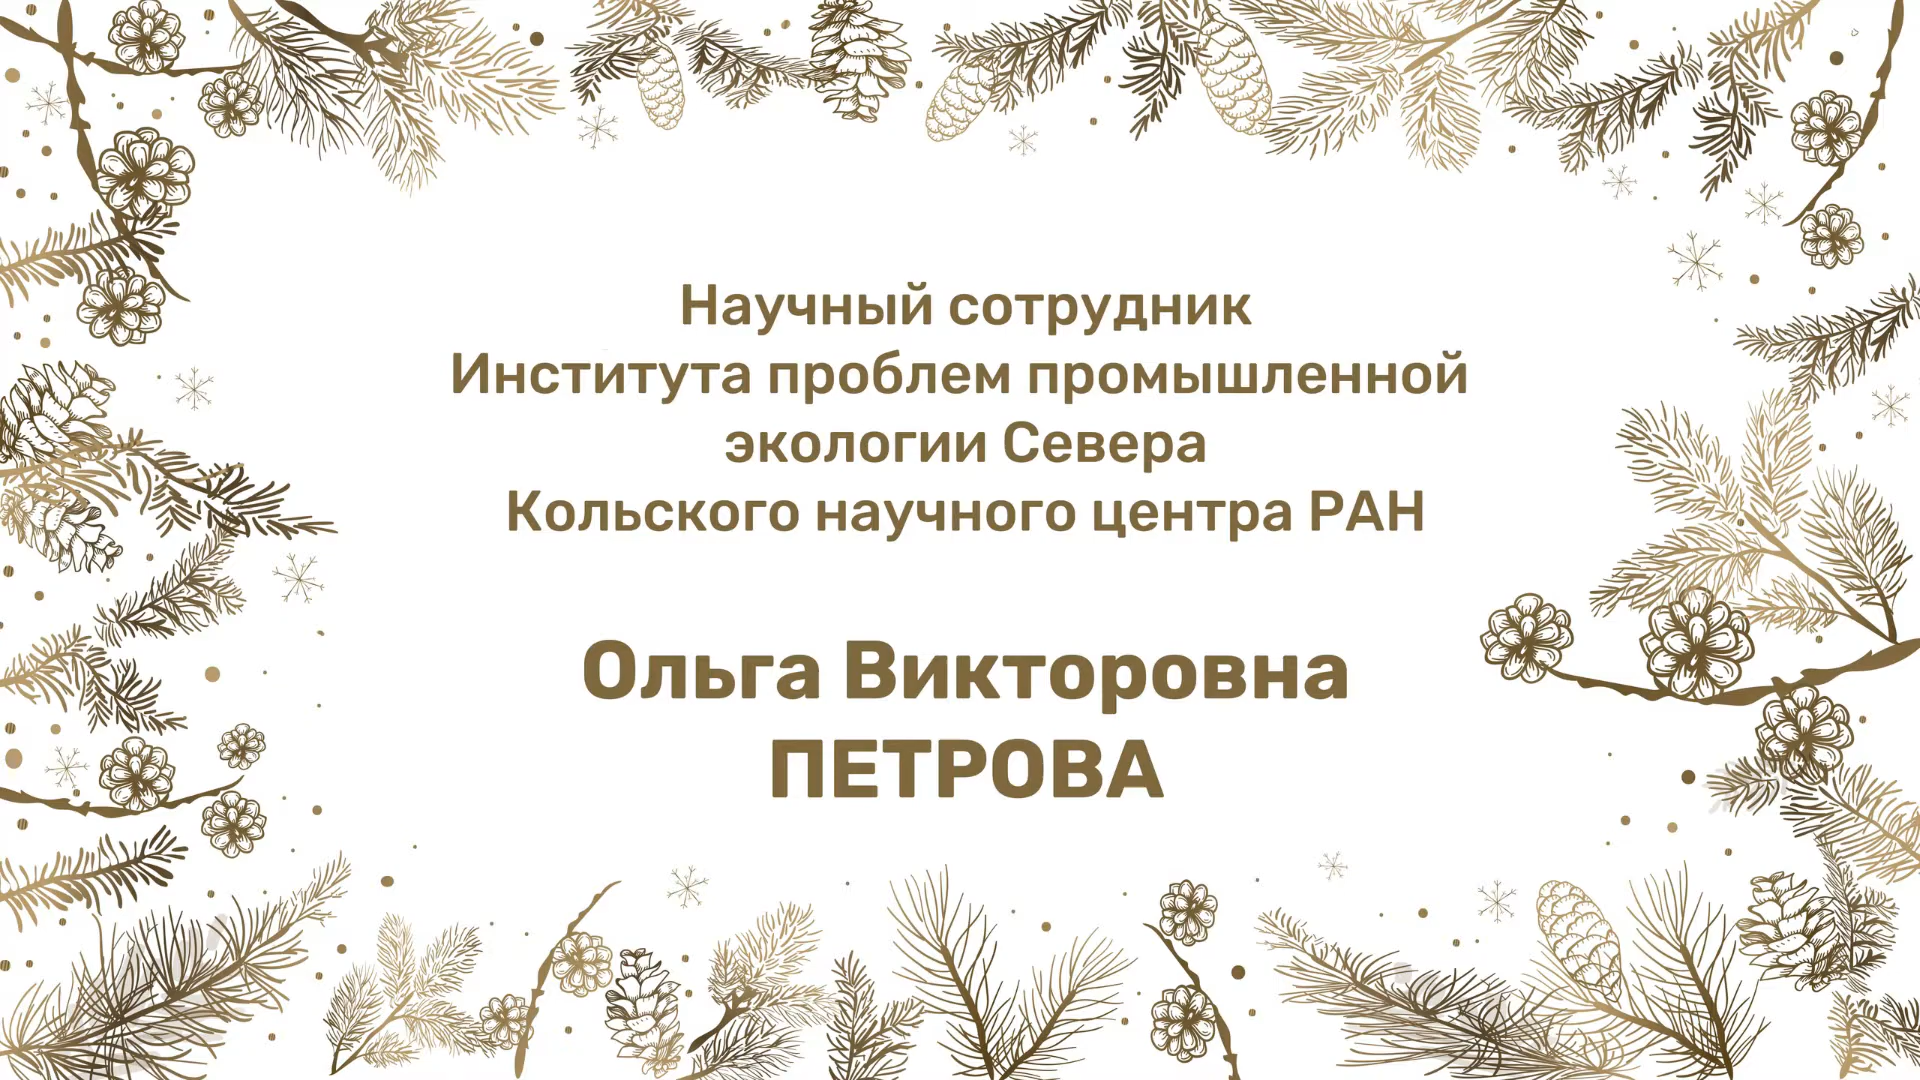 Научный сотрудник
Института проблем промышленной
экологии Севера
Кольского научного центра РАН
Ольга Викторовна
ПЕТРОВА